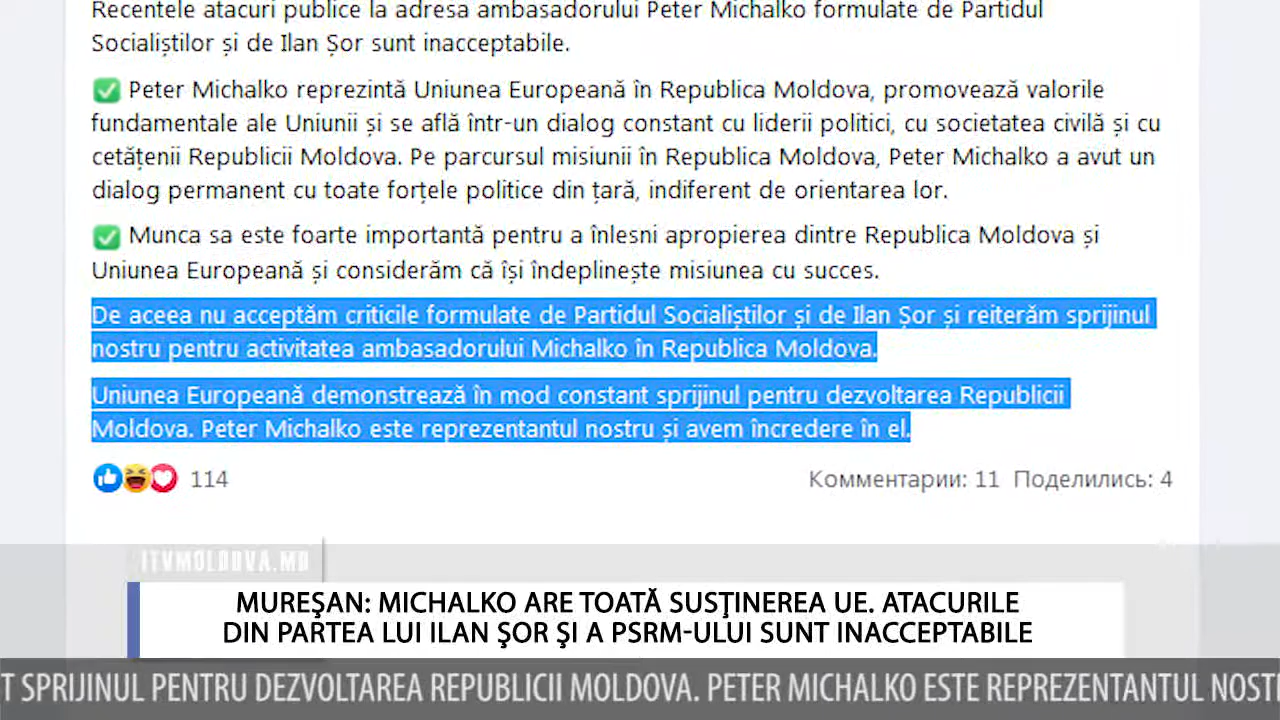 Recentele atacuri publice la adresa ambasadorului Peter Michalko formulate de Partidul
Socialiștilor și de Ilan Șor sunt inacceptabile.
✅ Peter Michalko reprezintă Uniunea Europeană în Republica Moldova, promovează valorile
fundamentale ale Uniunii și se află într-un dialog constant cu liderii politici, cu societatea civilă și cu
cetățenii Republicii Moldova. Pe parcursul misiunii în Republica Moldova, Peter Michalko a avut un
dialog permanent cu toate forțele politice din țară, indiferent de orientarea lor.
✅ Munca sa este foarte importantă pentru a înlesni apropierea dintre Republica Moldova și
Uniunea Europeană și considerăm că își îndeplinește misiunea cu succes.
De aceea nu acceptăm criticile formulate de Partidul Socialiștilor și de Ilan Șor și reiterăm sprijinul
nostru pentru activitatea ambasadorului Michalko în Republica Moldova.
Uniunea Europeană demonstrează în mod constant sprijinul pentru dezvoltarea Republicii
Moldova. Peter Michalko este reprezentantul nostru și avem încredere în el.
114 Комментарии: 11 Поделились: 4
ITVMOLDOVA.MD
MUREŞAN: MICHALKO ARE TOATĂ SUSŢINEREA UE. ATACURILE
DIN PARTEA LUI ILAN ŞOR ŞI A PSRM-ULUI SUNT INACCEPTABILE
T SPRIJINUL PENTRU DEZVOLTAREA REPUBLICII MOLDOVA. PETER MICHALKO ESTE REPREZENTANTUL NOST